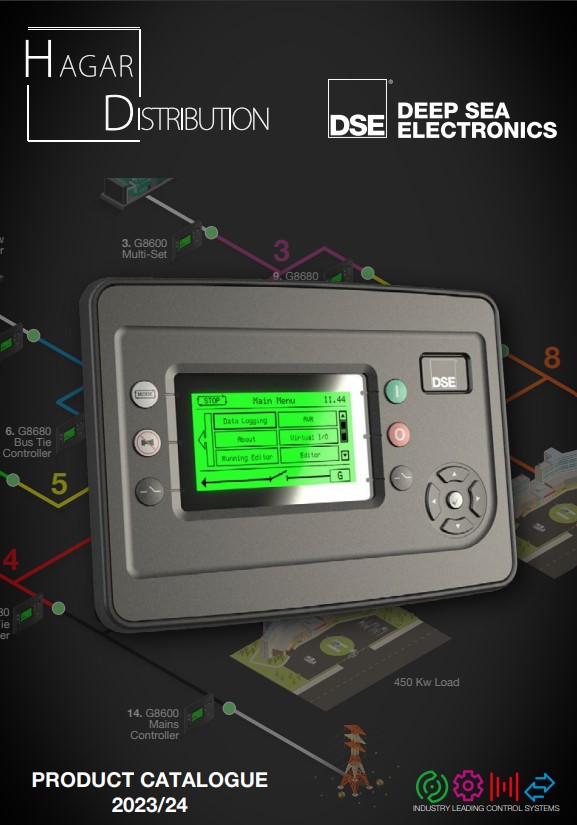 HAGAR
DISTRIBUTION
DSE®
DEEP SEA
ELECTRONICS
3. G8600
Multi-Set
3
9. G8680
8
DSE
MODE
STOP
Main Menu
11.44
Data Logging
AVR
About
Virtual I/O
Running Editor
Editor
G
I
O
6. G8680
Bus Tie
Controller
5
4
450 Kw Load
14. G8600
Mains
Controller
PRODUCT CATALOGUE
2023/24
INDUSTRY LEADING CONTROL SYSTEMS